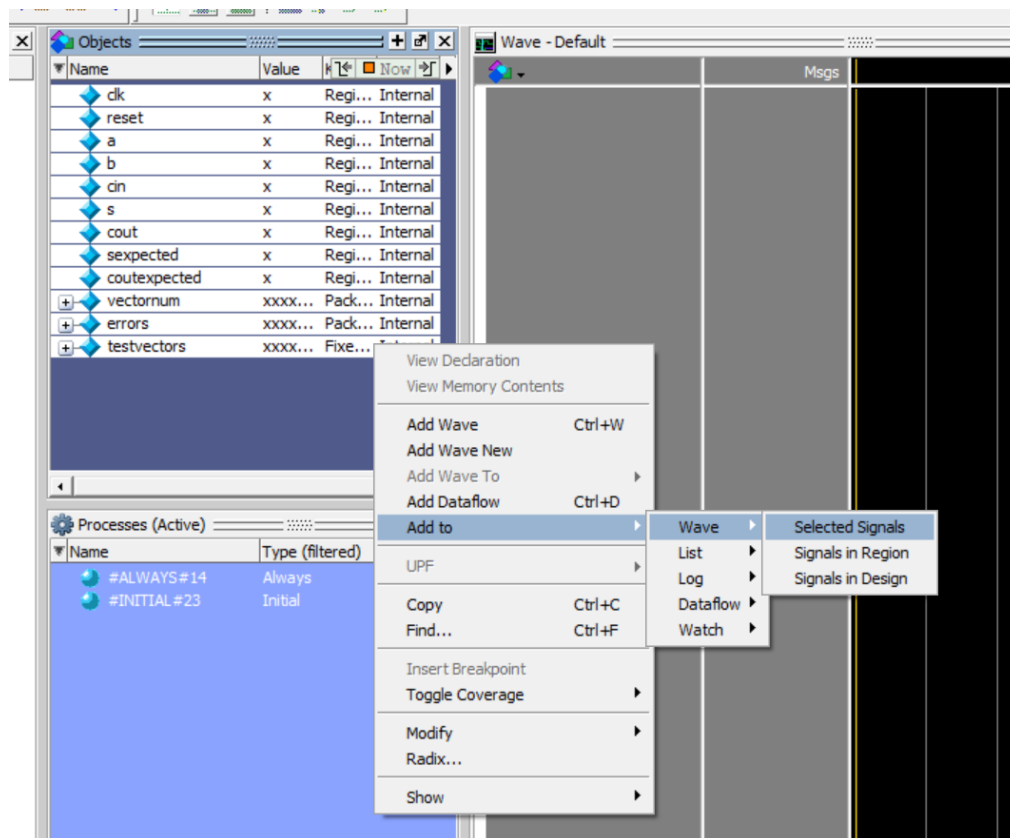 Objects
Name Value K Now
clk x Regi... Internal
reset x Regi... Internal
a x Regi... Internal
b x Regi... Internal
cin x Regi... Internal
s x Regi... Internal
cout x Regi... Internal
sexpected x Regi... Internal
coutexpected x Regi... Internal
vectornum xxxx... Pack... Internal
errors xxxx... Pack... Internal
testvectors xxxx... Fixe...
Wave - Default
Msgs
View Declaration
View Memory Contents
Add Wave Ctrl+W
Add Wave New
Add Wave To
Add Dataflow Ctrl+D
Add to
UPF
Copy Ctrl+C
Find... Ctrl+F
Insert Breakpoint
Toggle Coverage
Modify
Radix...
Show
Wave
List
Log
Dataflow
Watch
Selected Signals
Signals in Region
Signals in Design
Processes (Active)
Name Type (filtered)
#ALWAYS#14 Always
#INITIAL#23 Initial